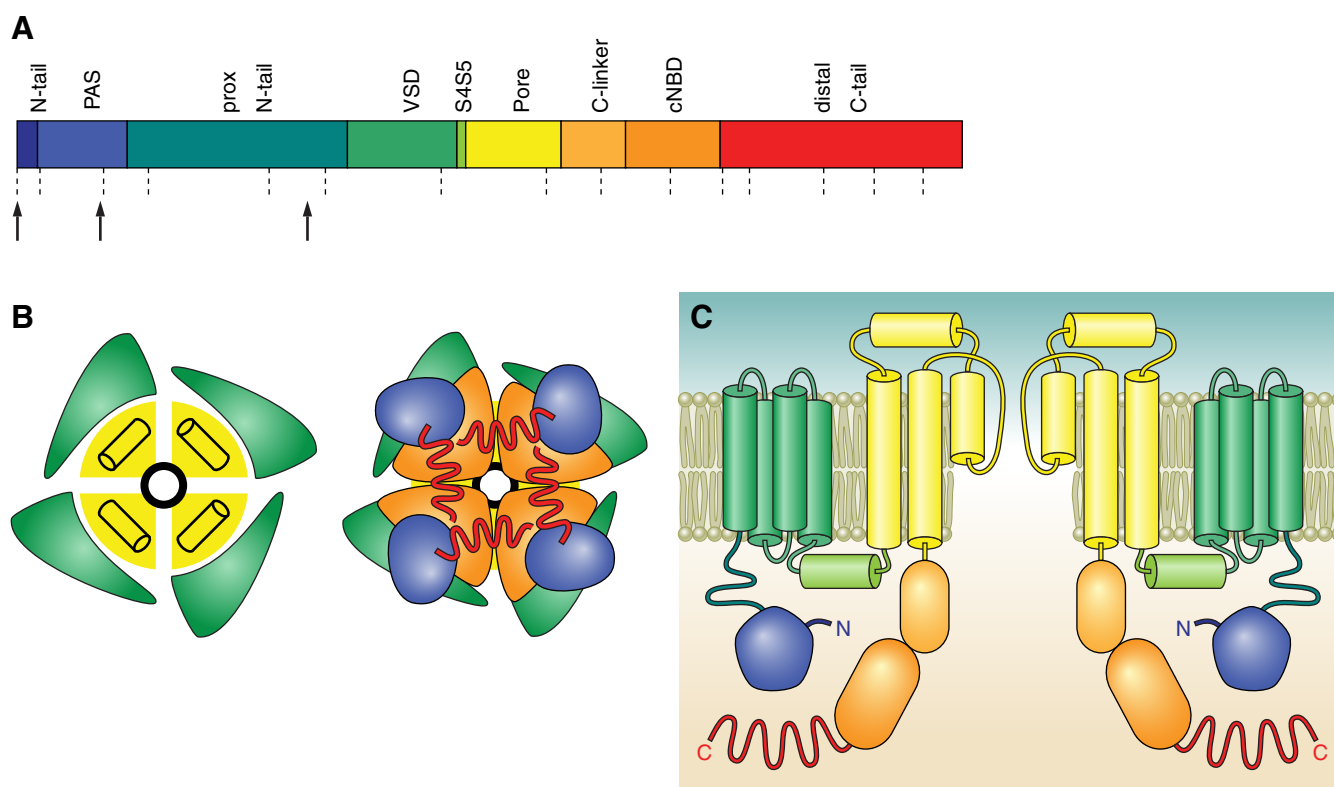 A
N-tail
PAS
prox
N-tail
VSD
S4S5
Pore
C-linker
cNBD
distal
C-tail
B
C
N
N
C
C